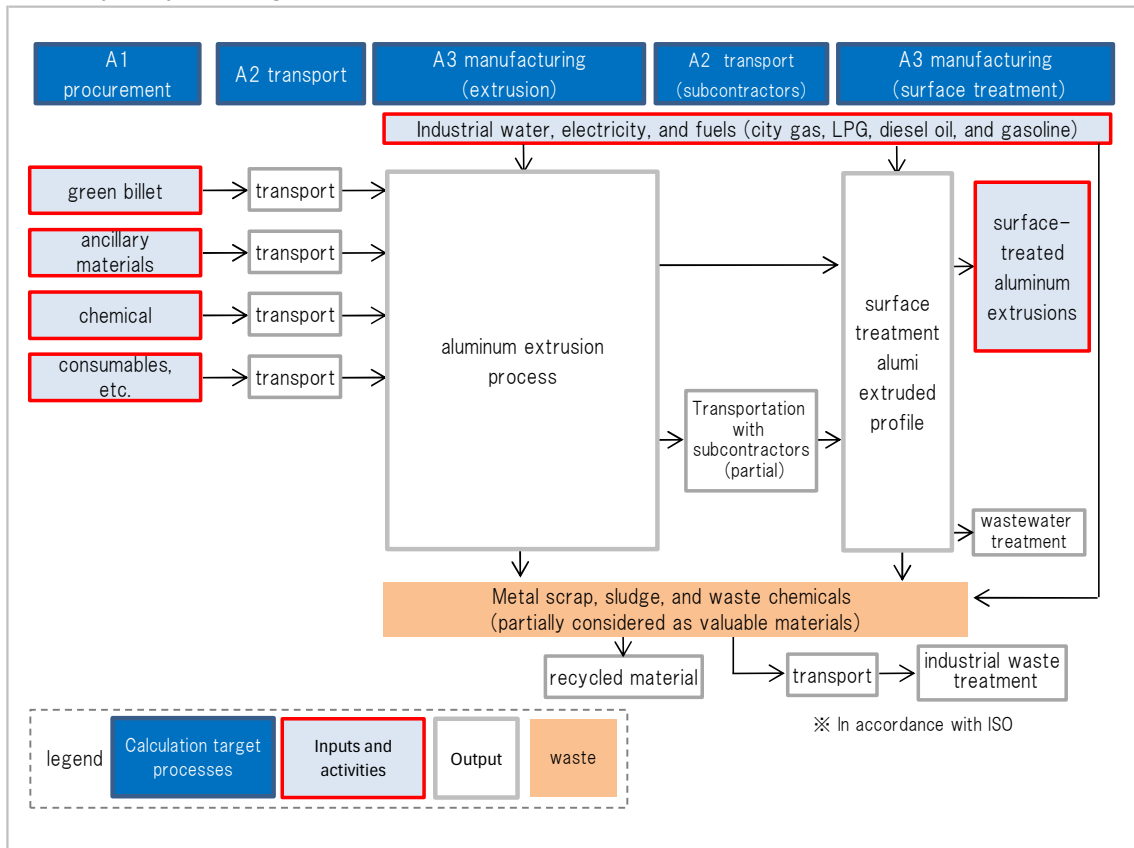 A1
procurement
A2 transport
A3 manufacturing
(extrusion)
A2 transport
(subcontractors)
A3 manufacturing
(surface treatment)
Industrial water, electricity, and fuels (city gas, LPG, diesel oil, and gasoline)
green billet
transport
ancillary
materials
transport
chemical
transport
consumables,
etc.
transport
aluminum extrusion
process
Transportation
with
subcontractors
(partial)
surface
treatment
alumi
extruded
profile
surface-
treated
aluminum
extrusions
wastewater
treatment
Metal scrap, sludge, and waste chemicals
(partially considered as valuable materials)
recycled material
transport
industrial waste
treatment
※ In accordance with ISO
legend
Calculation target
processes
Inputs and
activities
Output
waste